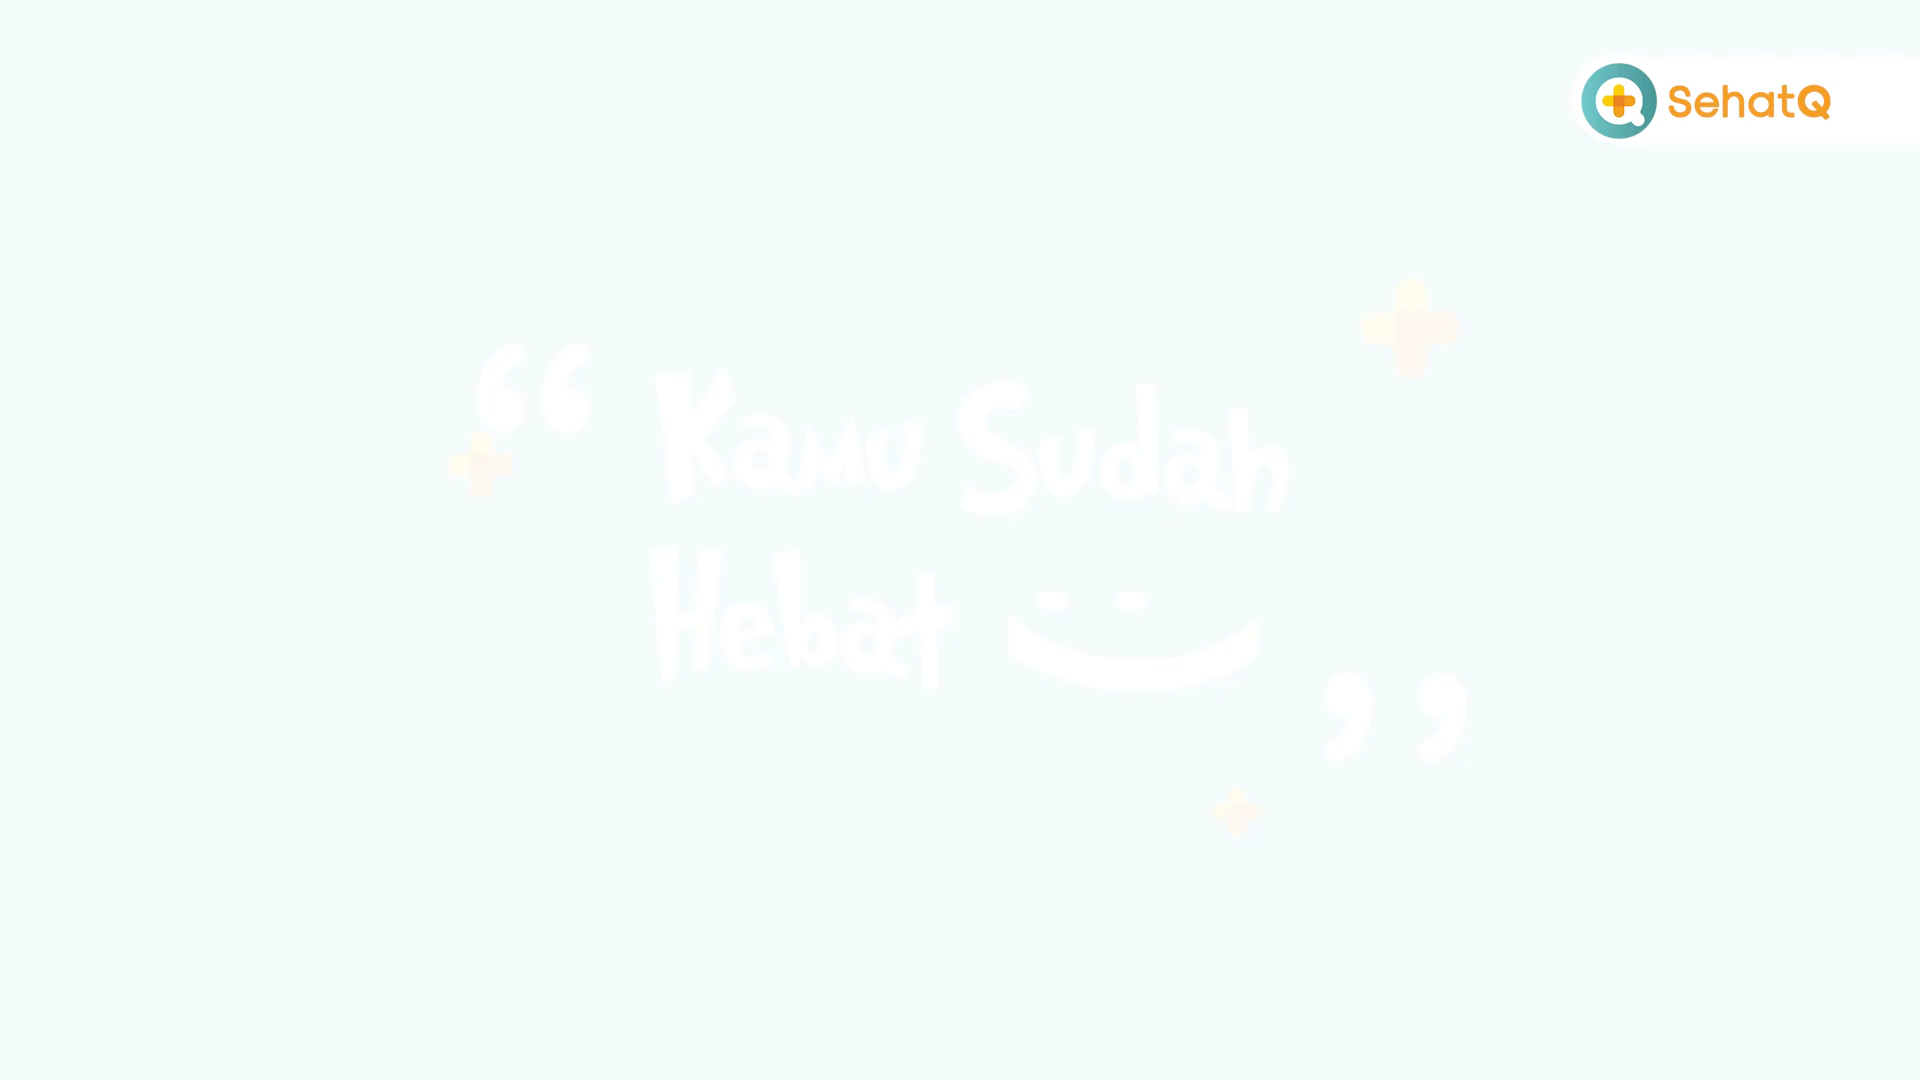 SehatQ
“ Kamu Sudah
Hebat ”